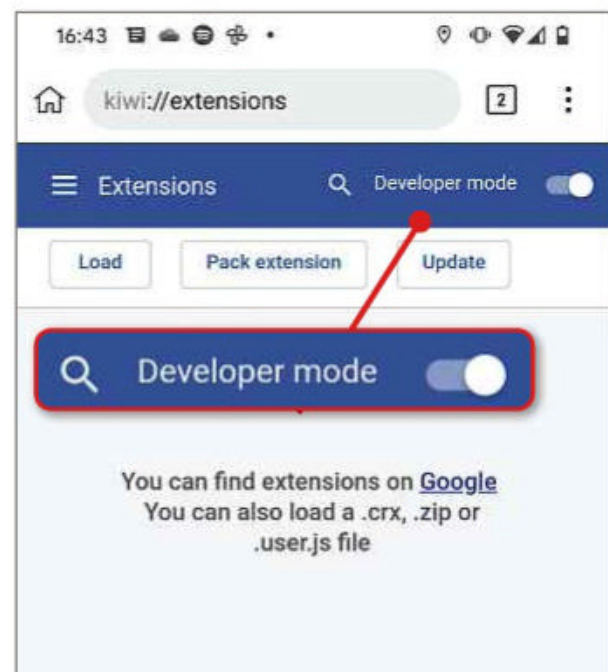 16:43
kiwi://extensions
2
Extensions
Developer mode
Load
Pack extension
Update
Developer mode
You can find extensions on Google
You can also load a .crx, .zip or
.user.js file